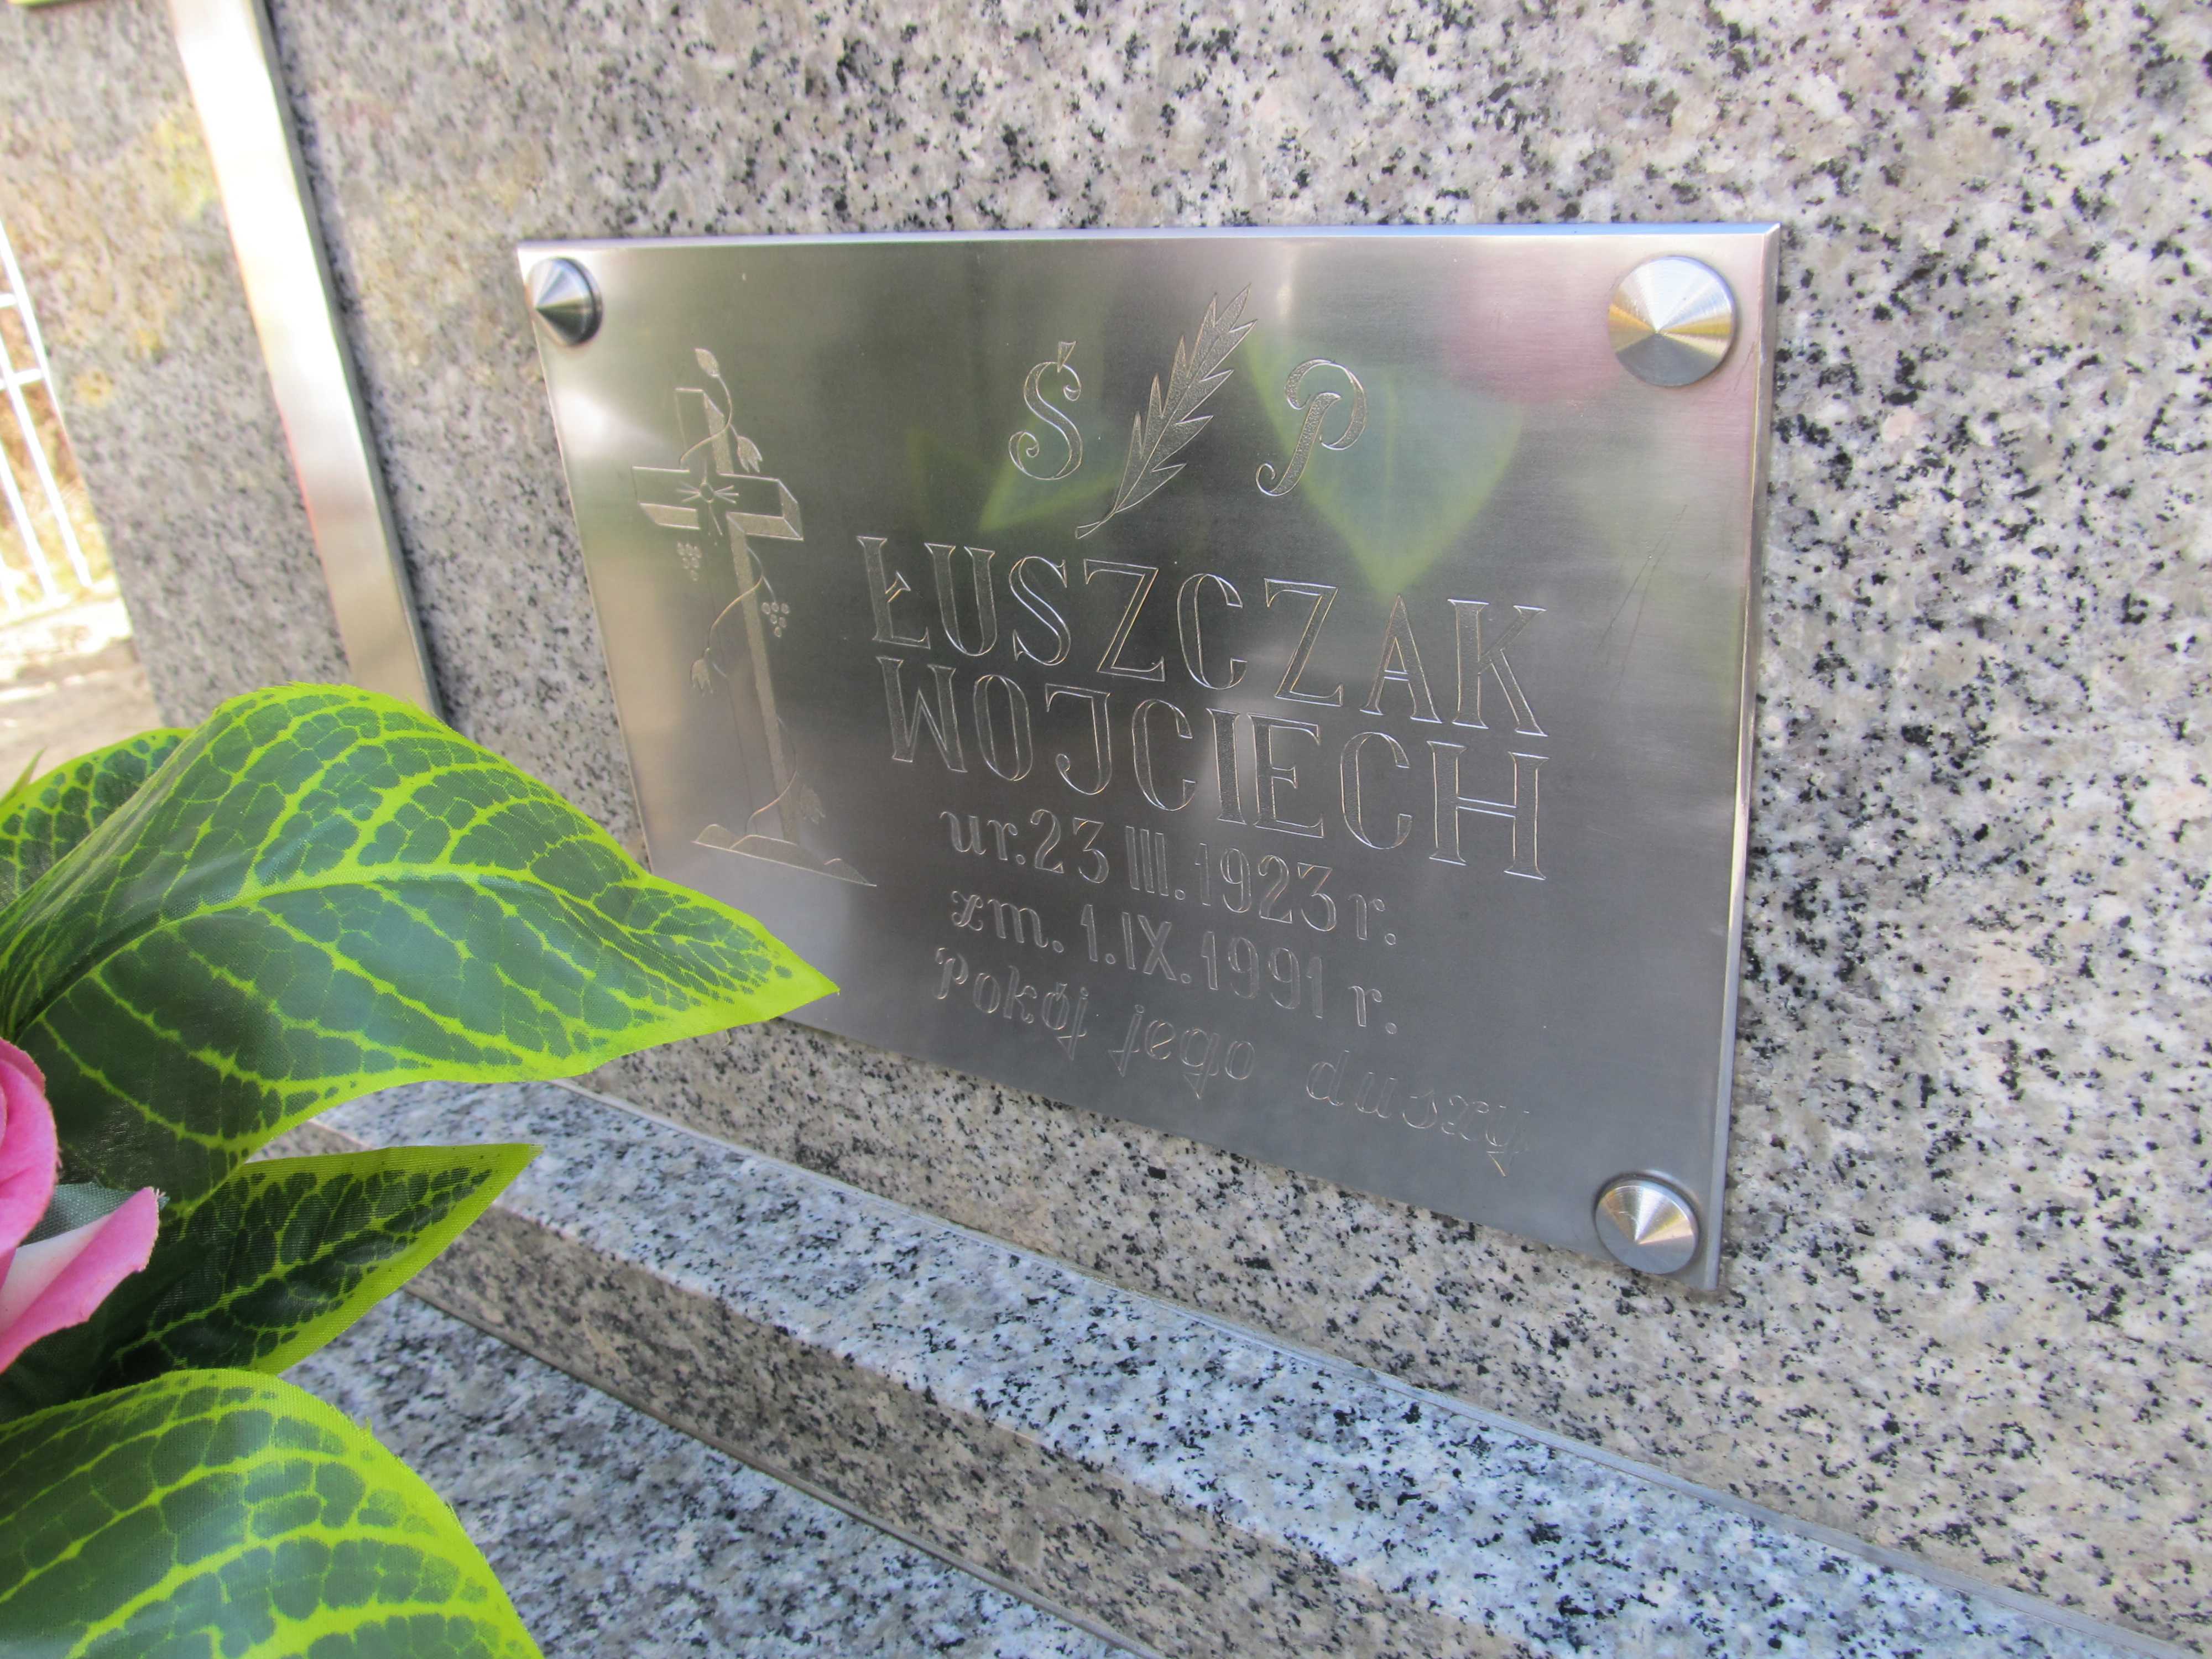 Ś P
ŁUSZCZAK
WOJCIECH
ur. 23 III. 1923 r.
zm. 1.IX. 1991 r.
Pokój jego duszy